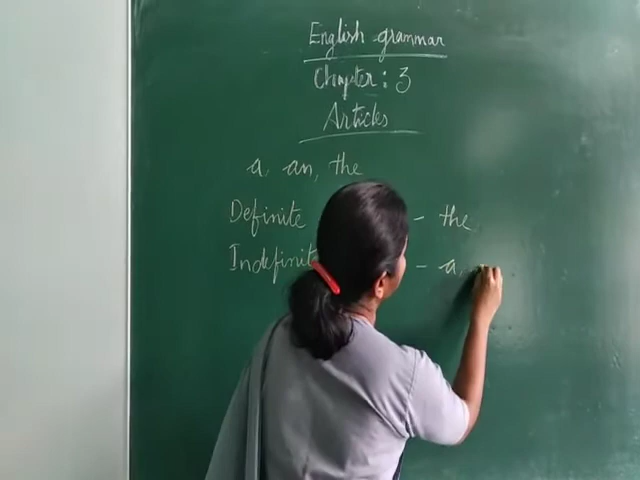 English grammar
Chapter: 3
Articles
a, an, the
Definite - the
Indefinit - a,